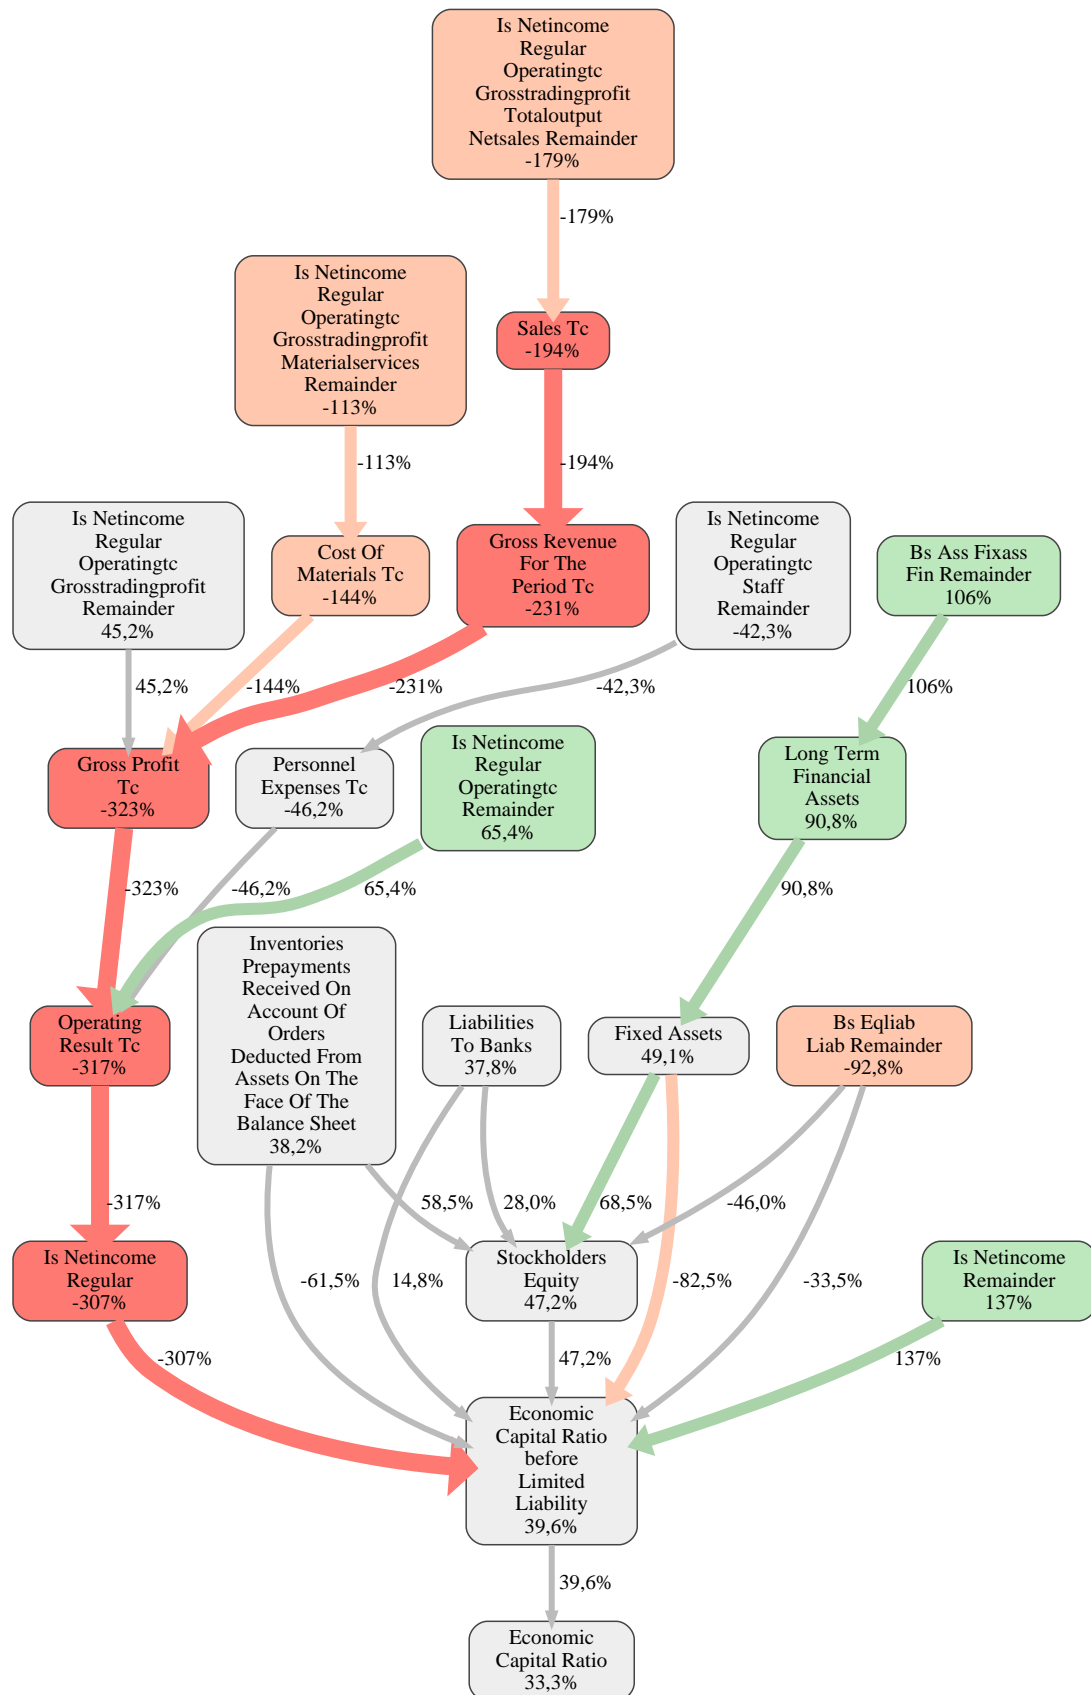 Is Netincome
Regular
Operatingtc
Grosstradingprofit
Totaloutput
Netsales Remainder
-179%
-179%
Is Netincome
Regular
Operatingtc
Grosstradingprofit
Materialservices
Remainder
-113%
Sales Tc
-194%
-113%
-194%
Is Netincome
Regular
Operatingtc
Grosstradingprofit
Remainder
45,2%
Cost Of
Materials Tc
-144%
Gross Revenue
For The
Period Tc
-231%
Is Netincome
Regular
Operatingtc
Staff
Remainder
-42,3%
Bs Ass Fixass
Fin Remainder
106%
45,2%
-144%
-231%
-42,3%
106%
Gross Profit
Tc
-323%
Personnel
Expenses Tc
-46,2%
Is Netincome
Regular
Operatingtc
Remainder
65,4%
Long Term
Financial
Assets
90,8%
-323%
-46,2%
65,4%
90,8%
Inventories
Prepayments
Received On
Account Of
Orders
Deducted From
Assets On The
Face Of The
Balance Sheet
38,2%
Operating
Result Tc
-317%
Liabilities
To Banks
37,8%
Fixed Assets
49,1%
Bs Eqliab
Liab Remainder
-92,8%
-317%
58,5%
28,0%
68,5%
-46,0%
Is Netincome
Regular
-307%
-61,5%
14,8%
Stockholders
Equity
47,2%
-82,5%
-33,5%
Is Netincome
Remainder
137%
-307%
47,2%
137%
Economic
Capital Ratio
before
Limited
Liability
39,6%
39,6%
Economic
Capital Ratio
33,3%